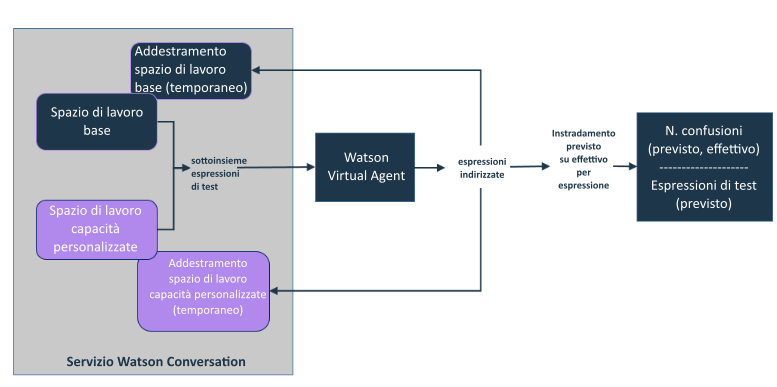 Addestramento
spazio di lavoro
base (temporaneo)
Spazio di lavoro
base
sottoinsieme
espressioni
di test
Spazio di lavoro
capacità
personalizzate
Addestramento
spazio di lavoro
capacità personalizzate
(temporaneo)
Servizio Watson Conversation
Watson
Virtual Agent
espressioni
indirizzate
Instradamento
previsto
su effettivo
per
espressione
N. confusioni
(previsto, effettivo)
--------------------
Espressioni di test
(previsto)